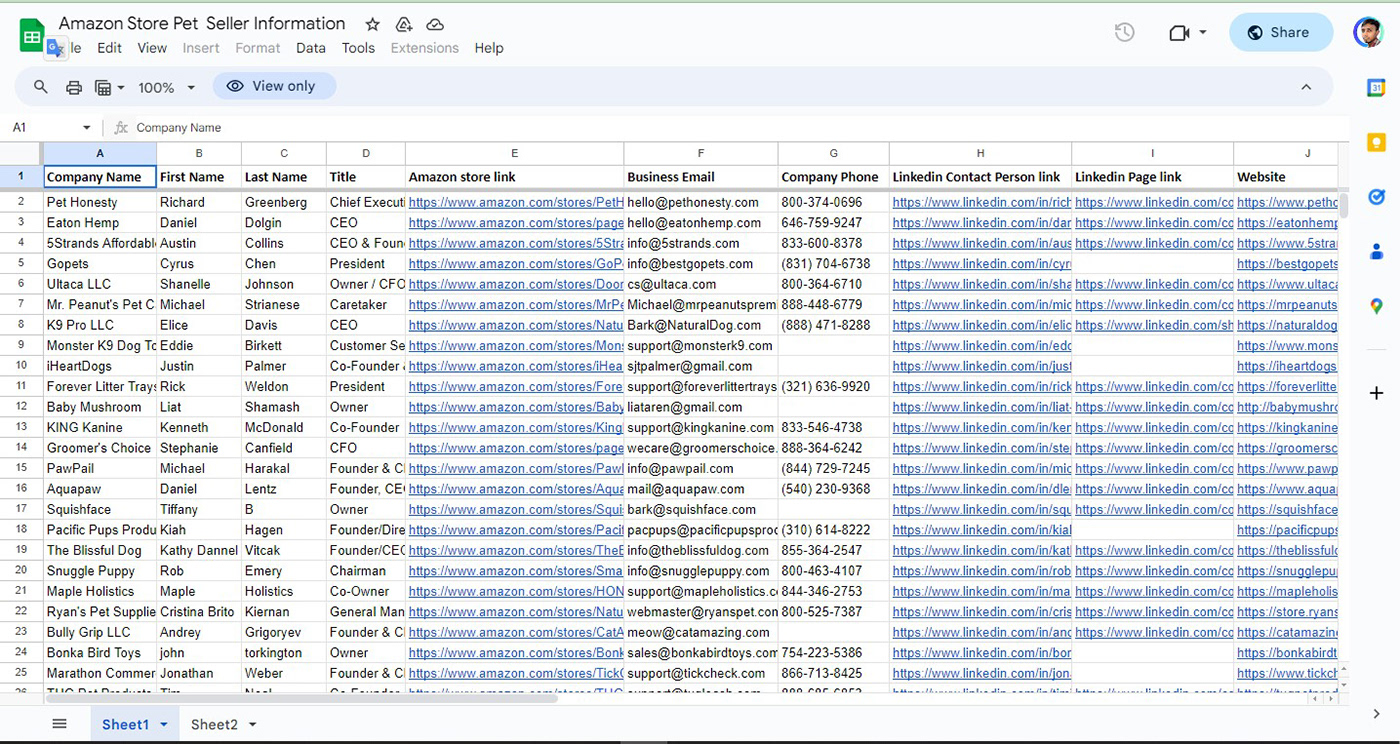 Amazon Store Pet Seller Information
le Edit View Insert Format Data Tools Extensions Help
Share
100% View only
A1 fx Company Name
A B C D E F G H I J
1 Company Name First Name Last Name Title Amazon store link Business Email Company Phone Linkedin Contact Person link Linkedin Page link Website
2 Pet Honesty Richard Greenberg Chief Executi https://www.amazon.com/stores/PetH hello@pethonesty.com 800-374-0696 https://www.linkedin.com/in/rich https://www.linkedin.com/cc https://www.petho
3 Eaton Hemp Daniel Dolgin CEO https://www.amazon.com/stores/page hello@eatonhemp.com 646-759-9247 https://www.linkedin.com/in/dar https://www.linkedin.com/cc https://eatonhemp
4 5Strands Affordable Austin Collins CEO & Foun https://www.amazon.com/stores/5Stra info@5strands.com 833-600-8378 https://www.linkedin.com/in/aus https://www.linkedin.com/cc https://www.5stran
5 Gopets Cyrus Chen President https://www.amazon.com/stores/GoP info@bestgopets.com (831) 704-6738 https://www.linkedin.com/in/cyr https://bestgopets
6 Ultaca LLC Shanelle Johnson Owner / CFO https://www.amazon.com/stores/Door cs@ultaca.com 800-364-6710 https://www.linkedin.com/in/sha https://www.linkedin.com/cc https://www.ultaca
7 Mr. Peanut's Pet C Michael Strianese Caretaker https://www.amazon.com/stores/MrPe Michael@mrpeanutsprem 888-448-6779 https://www.linkedin.com/in/mic https://www.linkedin.com/cc https://mrpeanuts
8 K9 Pro LLC Elice Davis CEO https://www.amazon.com/stores/Natu Bark@NaturalDog.com (888) 471-8288 https://www.linkedin.com/in/elic https://www.linkedin.com/sh https://naturaldog
9 Monster K9 Dog To Eddie Birkett Customer Se https://www.amazon.com/stores/Mons support@monsterk9.com https://www.linkedin.com/in/edd https://www.mons
10 iHeartDogs Justin Palmer Co-Founder & https://www.amazon.com/stores/iHea sjtpalmer@gmail.com https://www.linkedin.com/in/just https://iheartdogs
11 Forever Litter Trays Rick Weldon President https://www.amazon.com/stores/Fore support@foreverlittertrays (321) 636-9920 https://www.linkedin.com/in/rick https://www.linkedin.com/cc https://foreverlitte
12 Baby Mushroom Liat Shamash Owner https://www.amazon.com/stores/Baby liataren@gmail.com https://www.linkedin.com/in/liat- https://www.linkedin.com/cc http://babymushro
13 KING Kanine Kenneth McDonald Co-Founder https://www.amazon.com/stores/King support@kingkanine.com 833-546-4738 https://www.linkedin.com/in/ker https://www.linkedin.com/cc https://kingkanine
14 Groomer's Choice Stephanie Canfield CFO https://www.amazon.com/stores/page wecare@groomerschoice. 888-364-6242 https://www.linkedin.com/in/ste https://www.linkedin.com/cc https://groomersc
15 PawPail Michael Harakal Founder & CI https://www.amazon.com/stores/Pawl info@pawpail.com (844) 729-7245 https://www.linkedin.com/in/mic https://www.linkedin.com/cc https://www.pawp
16 Aquapaw Daniel Lentz Founder, CEO https://www.amazon.com/stores/Aqua mail@aquapaw.com (540) 230-9368 https://www.linkedin.com/in/dle https://www.linkedin.com/cc https://www.aqua
17 Squishface Tiffany B Owner https://www.amazon.com/stores/Squi bark@squishface.com https://www.linkedin.com/in/squ https://www.linkedin.com/cc https://squishface
18 Pacific Pups Produ Kiah Hagen Founder/Dire https://www.amazon.com/stores/Pacif pacpups@pacificpupsproc (310) 614-8222 https://www.linkedin.com/in/kial https://pacificpups
19 The Blissful Dog Kathy Dannel Vitcak Founder/CEO https://www.amazon.com/stores/TheE info@theblissfuldog.com 855-364-2547 https://www.linkedin.com/in/kat https://www.linkedin.com/cc https://theblissfuld
20 Snuggle Puppy Rob Emery Chairman https://www.amazon.com/stores/Sma info@snugglepuppy.com 800-463-4107 https://www.linkedin.com/in/rob https://www.linkedin.com/cc https://snugglepu
21 Maple Holistics Maple Holistics Co-Owner https://www.amazon.com/stores/HON support@mapleholistics.c 844-346-2753 https://www.linkedin.com/in/ma https://www.linkedin.com/cc https://mapleholis
22 Ryan's Pet Supplie Cristina Brito Kiernan General Man https://www.amazon.com/stores/Natu webmaster@ryanspet.con 800-525-7387 https://www.linkedin.com/in/cris https://www.linkedin.com/cc https://store.ryans
23 Bully Grip LLC Andrey Grigoryev Founder & CI https://www.amazon.com/stores/CatA meow@catamazing.com https://www.linkedin.com/in/anc https://www.linkedin.com/cc https://catamazine
24 Bonka Bird Toys john torkington Owner https://www.amazon.com/stores/Bonk sales@bonkabirdtoys.com 754-223-5386 https://www.linkedin.com/in/bor https://bonkabirdt
25 Marathon Commer Jonathan Weber Founder & CI https://www.amazon.com/stores/TickC support@tickcheck.com 866-713-8425 https://www.linkedin.com/in/jon https://www.tickch
Sheet1 Sheet2